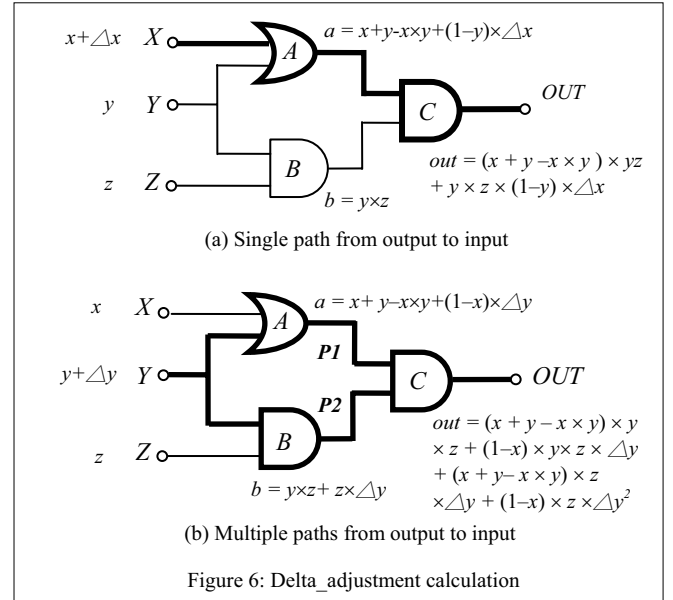 x+△x X A a = x+y-x×y+(1–y)×△x
y Y C OUT
z Z B out = (x + y –x × y ) × yz
+ y × z × (1–y) ×△x
b = y×z
(a) Single path from output to input
x X A a = x+ y–x×y+(1–x)×△y
P1
y+△y Y C OUT
P2
z Z B out = (x + y – x × y) × y
× z + (1–x) × y× z × △y
+ (x + y– x × y) × z
×△y + (1–x) × z ×△y²
b = y×z+ z×△y
(b) Multiple paths from output to input
Figure 6: Delta_adjustment calculation